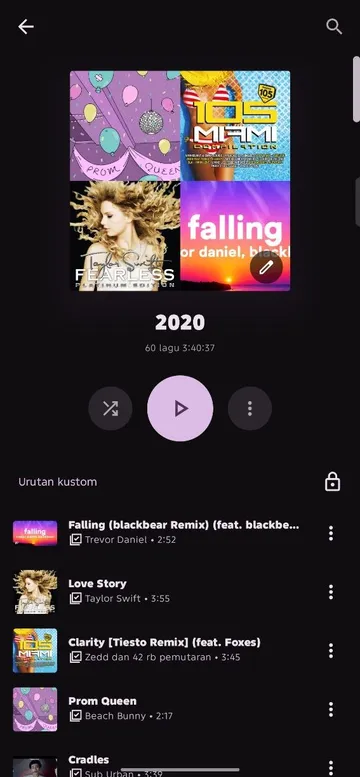 PROM QUEEN
105
105
MIAMI
COMPILATION
Taylor Swift
FEARLESS
PLATINUM EDITION
falling
or daniel, blackl
2020
60 lagu 3:40:37
Urutan kustom
Falling (blackbear Remix) (feat. blackbe...
Trevor Daniel • 2:52
Love Story
Taylor Swift • 3:55
Clarity [Tiesto Remix] (feat. Foxes)
Zedd dan 42 rb pemutaran • 3:45
Prom Queen
Beach Bunny • 2:17
Cradles
Sub Urban • 3:39